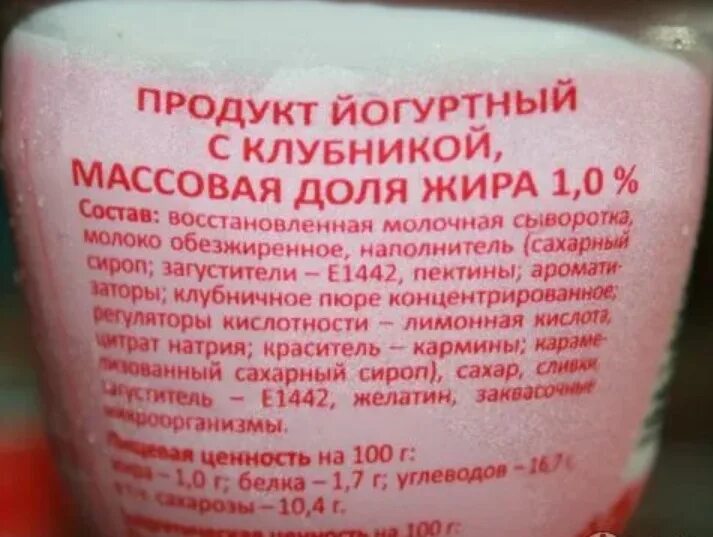 ПРОДУКТ ЙОГУРТНЫЙ
С КЛУБНИКОЙ,
МАССОВАЯ ДОЛЯ ЖИРА 1,0 %
Состав: восстановленная молочная сыворотка,
молоко обезжиренное, наполнитель (сахарный
сироп; загустители – Е1442, пектины; аромати-
заторы; клубничное пюре концентрированное;
регуляторы кислотности – лимонная кислота,
цитрат натрия; краситель – кармины; караме-
лизованный сахарный сироп), сахар, сливки,
загуститель – Е1442, желатин, заквасочные
микроорганизмы.
Пищевая ценность на 100 г:
жира – 1,0 г; белка – 1,7 г; углеводов – 16,7 г,
сахарозы – 10,4 г.
ценность на 100 г: